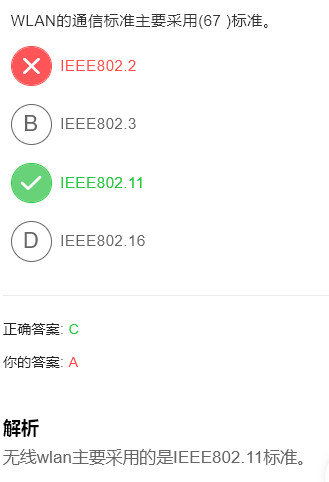 WLAN的通信标准主要采用(67 )标准。
IEEE802.2
B IEEE802.3
IEEE802.11
D IEEE802.16
正确答案: C
你的答案: A
解析
无线wlan主要采用的是IEEE802.11标准。